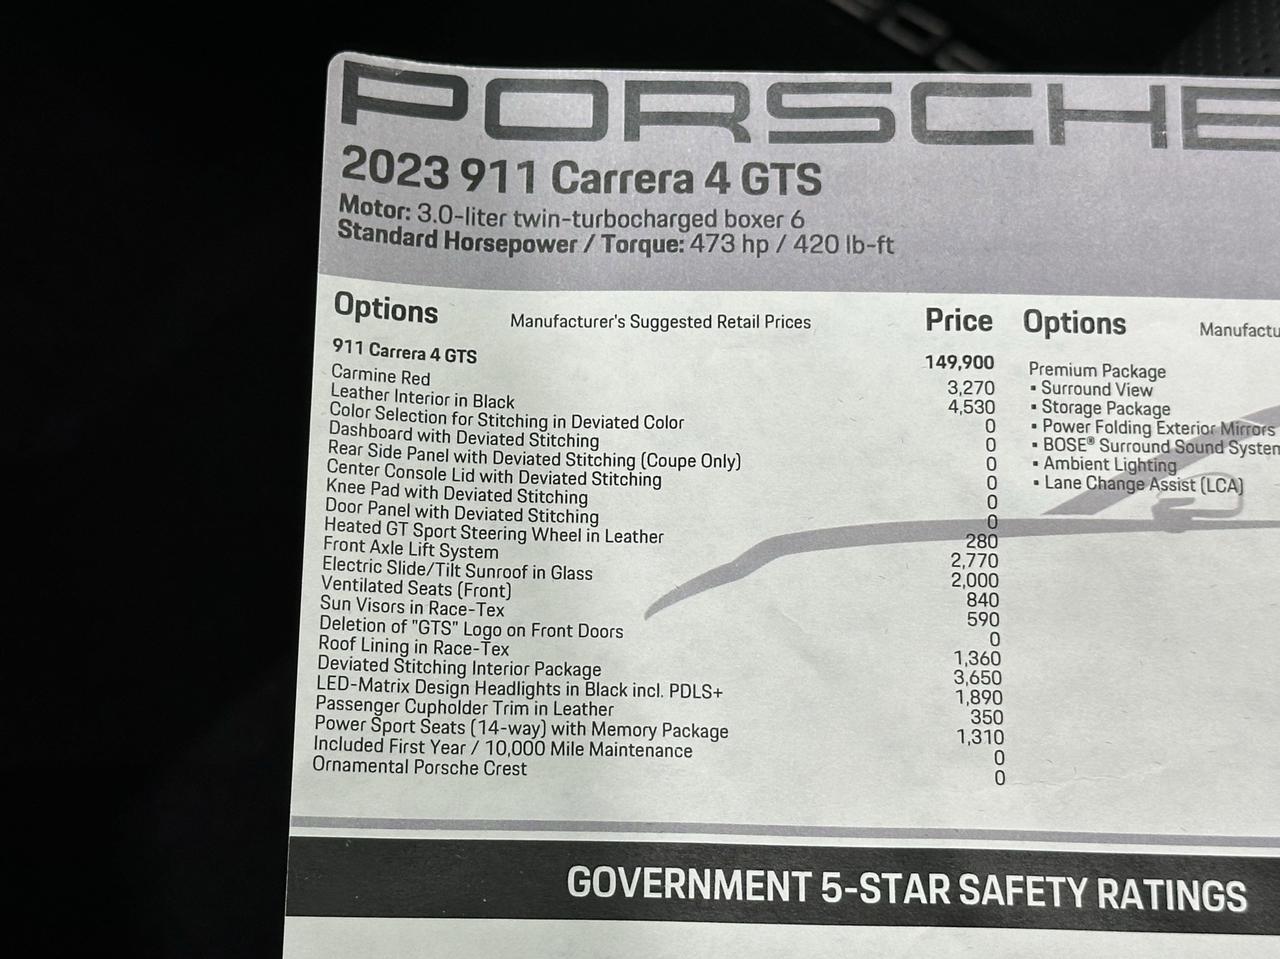 PORSCHE
2023 911 Carrera 4 GTS
Motor: 3.0-liter twin-turbocharged boxer 6
Standard Horsepower / Torque: 473 hp / 420 lb-ft
Options Manufacturer's Suggested Retail Prices Price
911 Carrera 4 GTS 149,900
Carmine Red 3,270
Leather Interior in Black 4,530
Color Selection for Stitching in Deviated Color 0
Dashboard with Deviated Stitching 0
Rear Side Panel with Deviated Stitching (Coupe Only) 0
Center Console Lid with Deviated Stitching 0
Knee Pad with Deviated Stitching 0
Door Panel with Deviated Stitching 0
Heated GT Sport Steering Wheel in Leather 280
Front Axle Lift System 2,770
Electric Slide/Tilt Sunroof in Glass 2,000
Ventilated Seats (Front) 840
Sun Visors in Race-Tex 590
Deletion of "GTS" Logo on Front Doors 0
Roof Lining in Race-Tex 1,360
Deviated Stitching Interior Package 3,650
LED-Matrix Design Headlights in Black incl. PDLS+ 1,890
Passenger Cupholder Trim in Leather 350
Power Sport Seats (14-way) with Memory Package 1,310
Included First Year / 10,000 Mile Maintenance 0
Ornamental Porsche Crest 0
Options Manufactu
Premium Package
▪ Surround View
▪ Storage Package
▪ Power Folding Exterior Mirrors
▪ BOSE® Surround Sound System
▪ Ambient Lighting
▪ Lane Change Assist (LCA)
GOVERNMENT 5-STAR SAFETY RATINGS